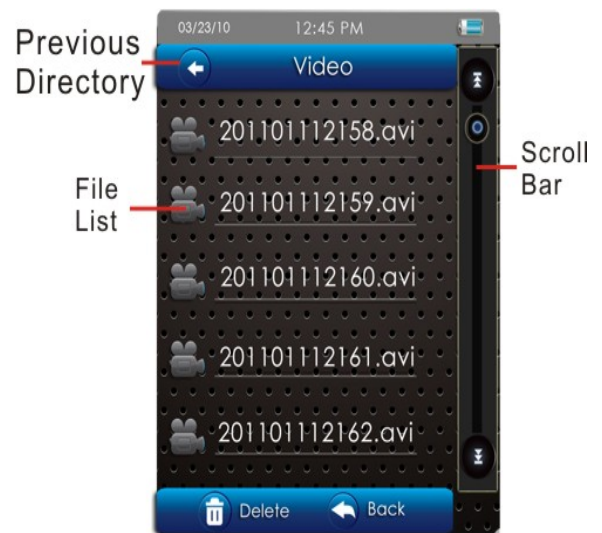 03/23/10 12:45 PM
Previous
Directory
Video
201101112158.avi
Scroll
Bar
File
List
201101112159.avi
201101112160.avi
201101112161.avi
201101112162.avi
Delete Back